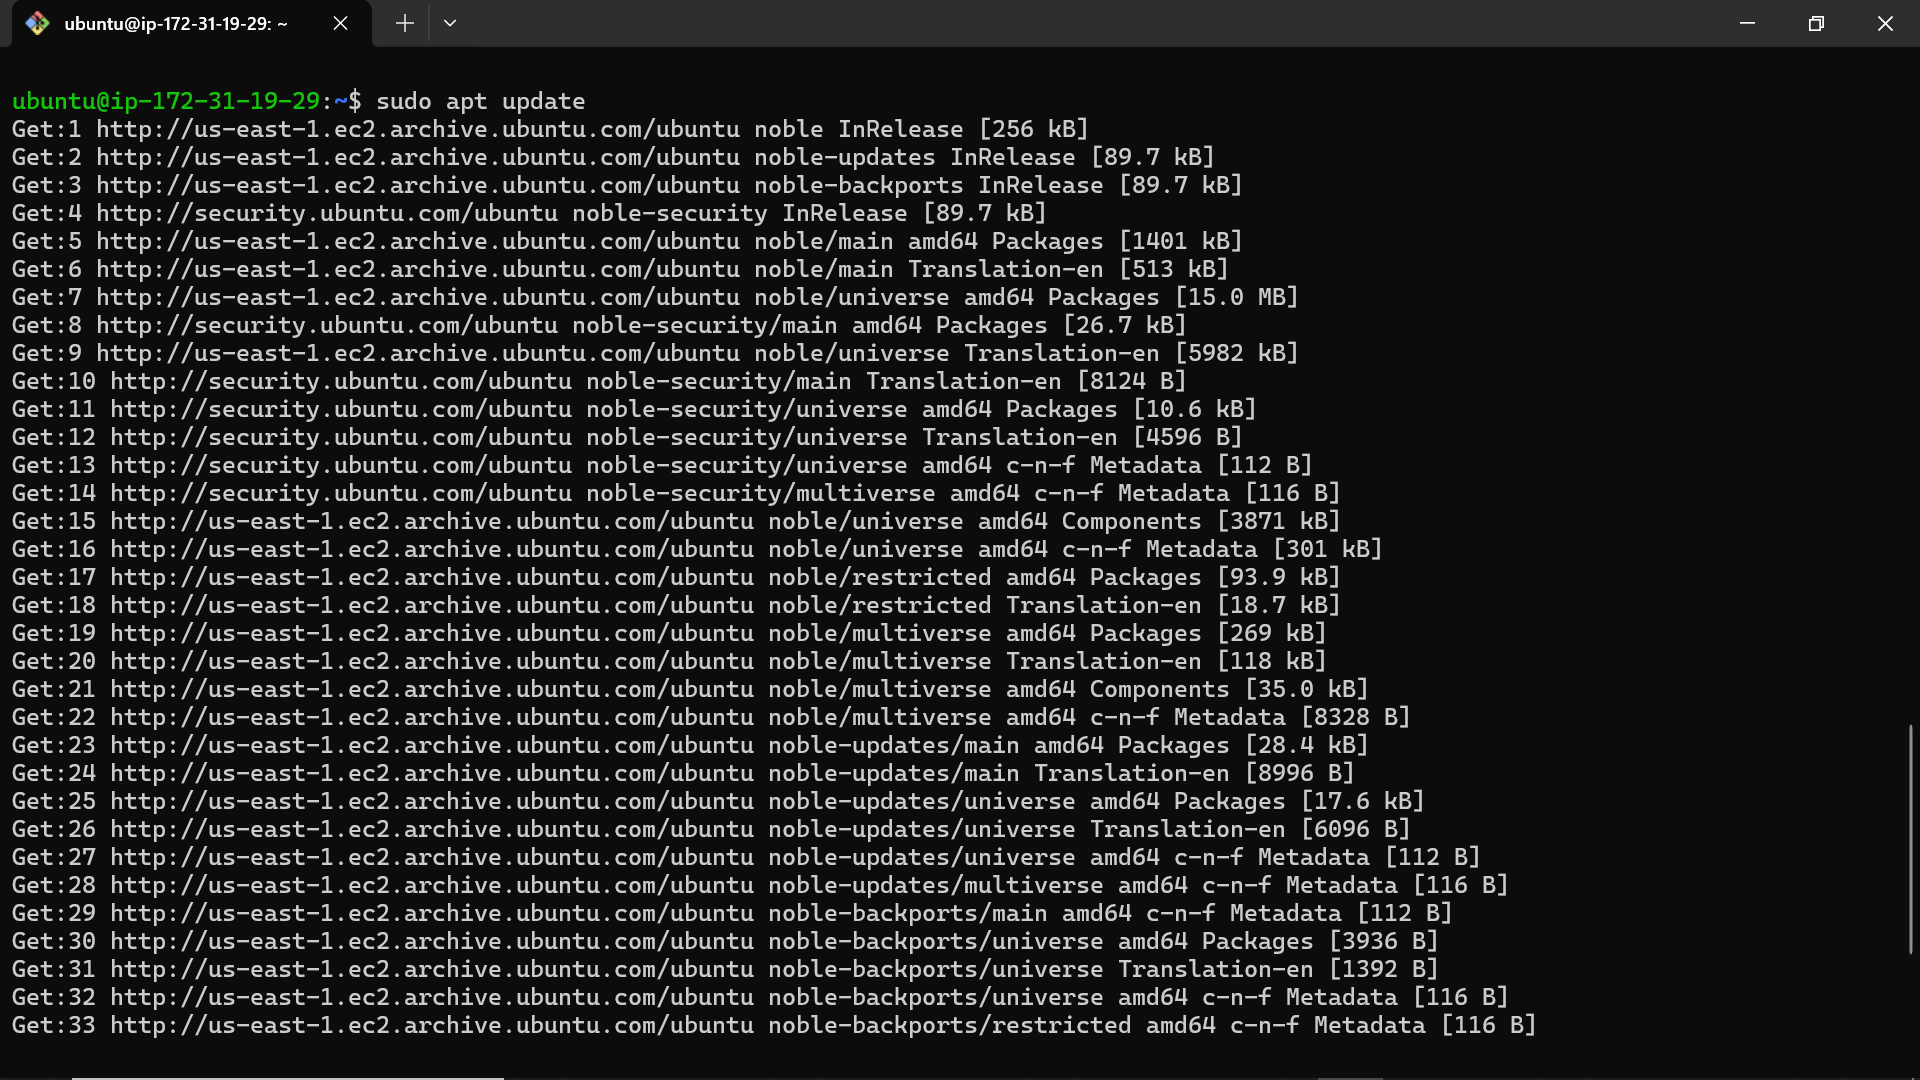 ubuntu@ip-172-31-19-29: ~
ubuntu@ip-172-31-19-29:~$ sudo apt update
Get:1 http://us-east-1.ec2.archive.ubuntu.com/ubuntu noble InRelease [256 kB]
Get:2 http://us-east-1.ec2.archive.ubuntu.com/ubuntu noble-updates InRelease [89.7 kB]
Get:3 http://us-east-1.ec2.archive.ubuntu.com/ubuntu noble-backports InRelease [89.7 kB]
Get:4 http://security.ubuntu.com/ubuntu noble-security InRelease [89.7 kB]
Get:5 http://us-east-1.ec2.archive.ubuntu.com/ubuntu noble/main amd64 Packages [1401 kB]
Get:6 http://us-east-1.ec2.archive.ubuntu.com/ubuntu noble/main Translation-en [513 kB]
Get:7 http://us-east-1.ec2.archive.ubuntu.com/ubuntu noble/universe amd64 Packages [15.0 MB]
Get:8 http://security.ubuntu.com/ubuntu noble-security/main amd64 Packages [26.7 kB]
Get:9 http://us-east-1.ec2.archive.ubuntu.com/ubuntu noble/universe Translation-en [5982 kB]
Get:10 http://security.ubuntu.com/ubuntu noble-security/main Translation-en [8124 B]
Get:11 http://security.ubuntu.com/ubuntu noble-security/universe amd64 Packages [10.6 kB]
Get:12 http://security.ubuntu.com/ubuntu noble-security/universe Translation-en [4596 B]
Get:13 http://security.ubuntu.com/ubuntu noble-security/universe amd64 c-n-f Metadata [112 B]
Get:14 http://security.ubuntu.com/ubuntu noble-security/multiverse amd64 c-n-f Metadata [116 B]
Get:15 http://us-east-1.ec2.archive.ubuntu.com/ubuntu noble/universe amd64 Components [3871 kB]
Get:16 http://us-east-1.ec2.archive.ubuntu.com/ubuntu noble/universe amd64 c-n-f Metadata [301 kB]
Get:17 http://us-east-1.ec2.archive.ubuntu.com/ubuntu noble/restricted amd64 Packages [93.9 kB]
Get:18 http://us-east-1.ec2.archive.ubuntu.com/ubuntu noble/restricted Translation-en [18.7 kB]
Get:19 http://us-east-1.ec2.archive.ubuntu.com/ubuntu noble/multiverse amd64 Packages [269 kB]
Get:20 http://us-east-1.ec2.archive.ubuntu.com/ubuntu noble/multiverse Translation-en [118 kB]
Get:21 http://us-east-1.ec2.archive.ubuntu.com/ubuntu noble/multiverse amd64 Components [35.0 kB]
Get:22 http://us-east-1.ec2.archive.ubuntu.com/ubuntu noble/multiverse amd64 c-n-f Metadata [8328 B]
Get:23 http://us-east-1.ec2.archive.ubuntu.com/ubuntu noble-updates/main amd64 Packages [28.4 kB]
Get:24 http://us-east-1.ec2.archive.ubuntu.com/ubuntu noble-updates/main Translation-en [8996 B]
Get:25 http://us-east-1.ec2.archive.ubuntu.com/ubuntu noble-updates/universe amd64 Packages [17.6 kB]
Get:26 http://us-east-1.ec2.archive.ubuntu.com/ubuntu noble-updates/universe Translation-en [6096 B]
Get:27 http://us-east-1.ec2.archive.ubuntu.com/ubuntu noble-updates/universe amd64 c-n-f Metadata [112 B]
Get:28 http://us-east-1.ec2.archive.ubuntu.com/ubuntu noble-updates/multiverse amd64 c-n-f Metadata [116 B]
Get:29 http://us-east-1.ec2.archive.ubuntu.com/ubuntu noble-backports/main amd64 c-n-f Metadata [112 B]
Get:30 http://us-east-1.ec2.archive.ubuntu.com/ubuntu noble-backports/universe amd64 Packages [3936 B]
Get:31 http://us-east-1.ec2.archive.ubuntu.com/ubuntu noble-backports/universe Translation-en [1392 B]
Get:32 http://us-east-1.ec2.archive.ubuntu.com/ubuntu noble-backports/universe amd64 c-n-f Metadata [116 B]
Get:33 http://us-east-1.ec2.archive.ubuntu.com/ubuntu noble-backports/restricted amd64 c-n-f Metadata [116 B]